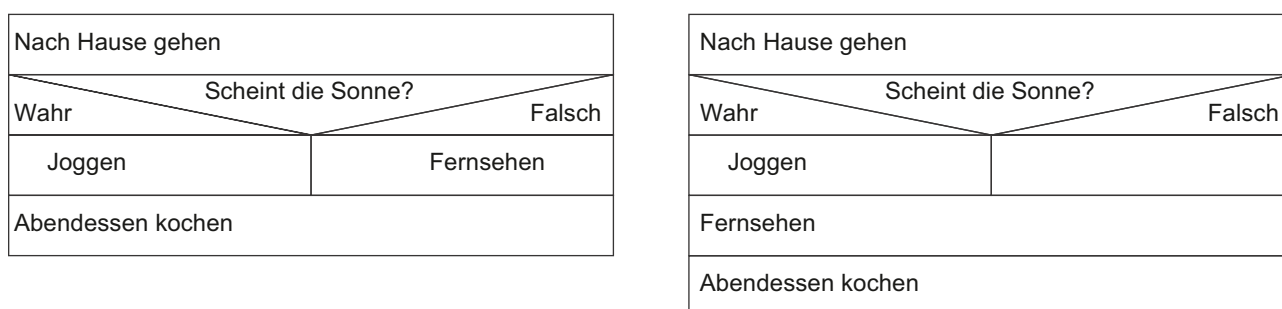 Nach Hause gehen
Scheint die Sonne?
Wahr
Falsch
Joggen
Fernsehen
Abendessen kochen
Nach Hause gehen
Scheint die Sonne?
Wahr
Falsch
Joggen
Fernsehen
Abendessen kochen